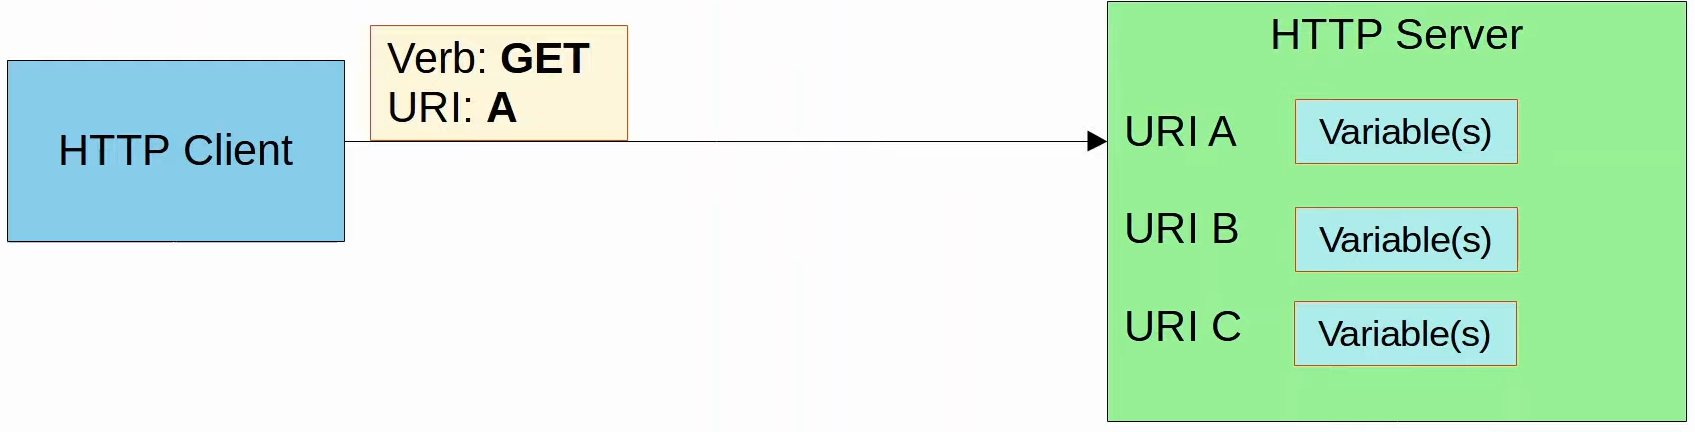 HTTP Client
Verb: GET
URI: A
HTTP Server
URI A
Variable(s)
URI B
Variable(s)
URI C
Variable(s)